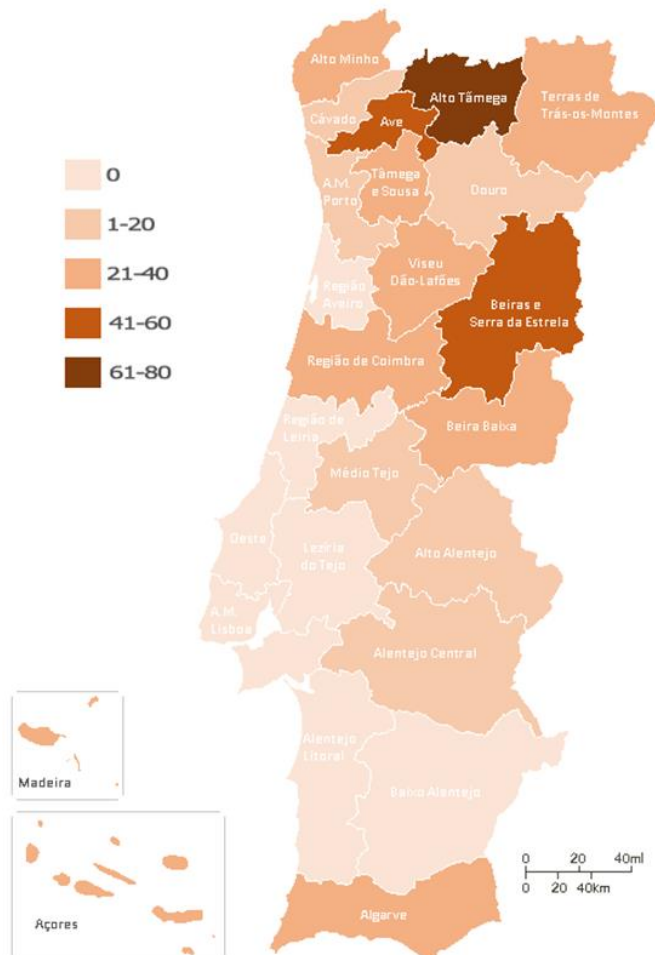 Alto Minho
Alto Tâmega
Terras de
Trás-os-Montes
Cávado
Ave
0
1-20
21-40
41-60
61-80
A.M.
Porto
Tâmega
e Sousa
Douro
Região
Aveiro
Viseu
Dão-Lafões
Beiras e
Serra da Estrela
Região de Coimbra
Região de
Leiria
Beira Baixa
Médio Tejo
Oeste
Lezíria
do Tejo
Alto Alentejo
A.M.
Lisboa
Alentejo Central
Alentejo
Litoral
Baixo Alentejo
Madeira
Açores
Algarve
0 20 40ml
0 20 40km